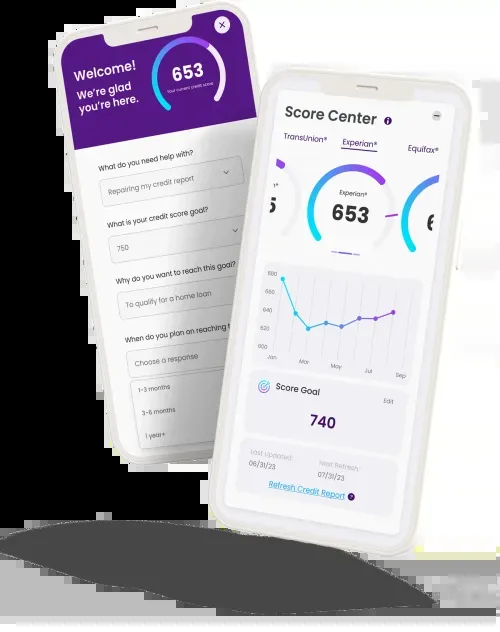 Welcome!
We're glad
you're here.
653
Your current credit score
What do you need help with?
Repairing my credit report
What is your credit score goal?
750
Why do you want to reach this goal?
To qualify for a home loan
When do you plan on reaching
Choose a response
1-3 months
3-6 months
1 year+
Score Center
TransUnion®
Experian®
Equifax®
Experian®
653
680
660
640
620
600
Jan
Mar
May
Jul
Sep
Score Goal
Edit
740
Last Updated:
06/31/23
Next Refresh:
07/31/23
Refresh Credit Report